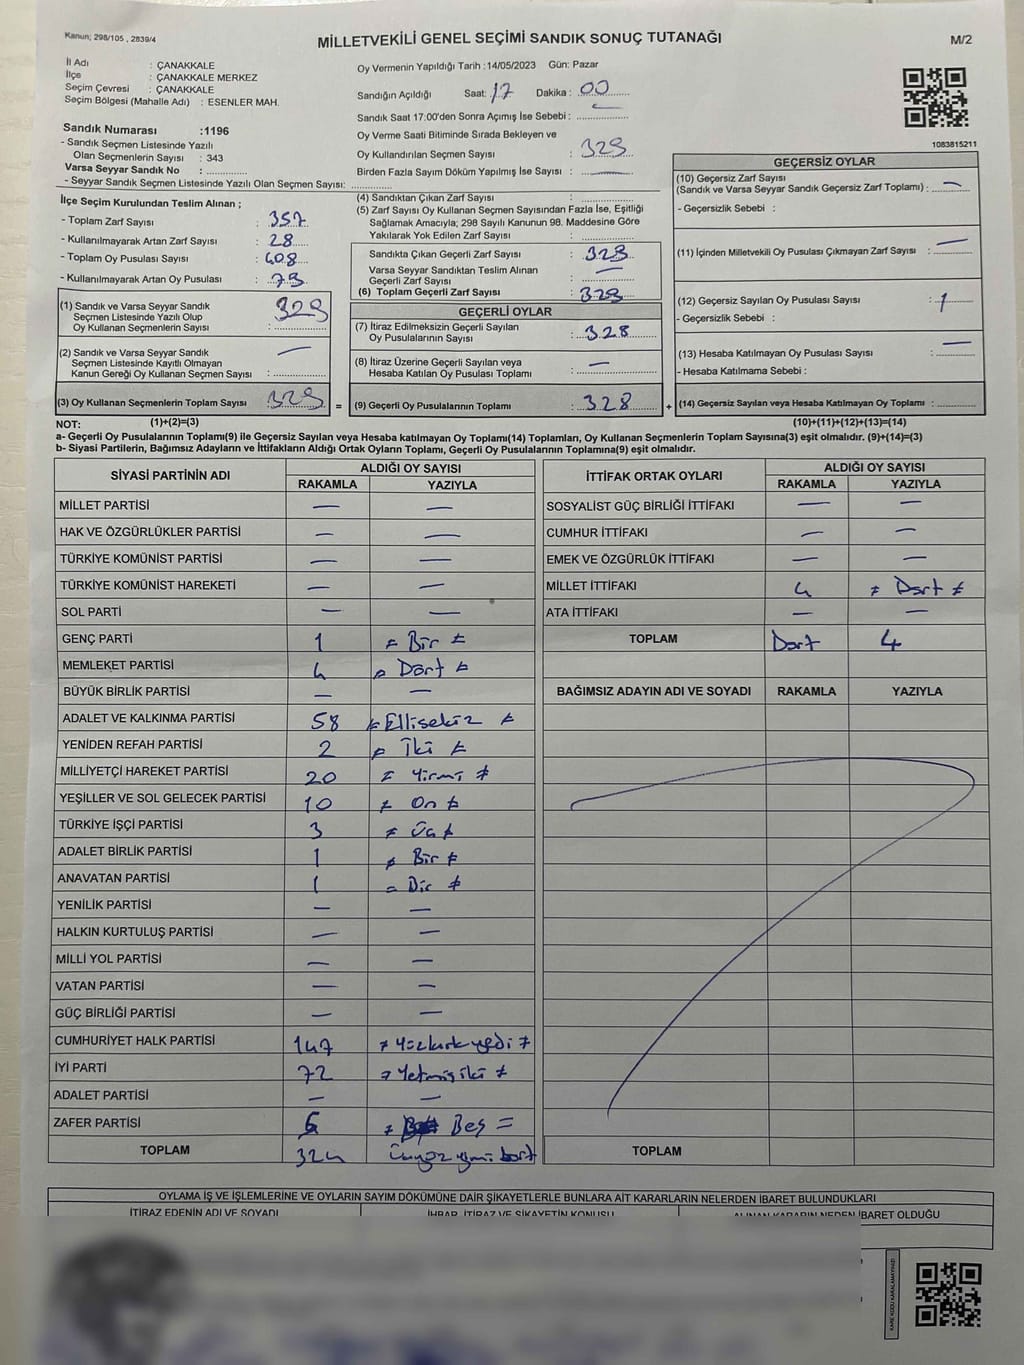 Kanun; 298/105 , 2839/4
MİLLETVEKİLİ GENEL SEÇİMİ SANDIK SONUÇ TUTANAĞI
M/2
İl Adı : ÇANAKKALE
İlçe : ÇANAKKALE MERKEZ
Seçim Çevresi : ÇANAKKALE
Seçim Bölgesi (Mahalle Adı) : ESENLER MAH.
Oy Vermenin Yapıldığı Tarih :14/05/2023 Gün: Pazar
Sandığın Açıldığı Saat: 17 Dakika : 00
Sandık Saat 17.00'den Sonra Açımış İse Sebebi :
Oy Verme Saati Bitiminde Sırada Bekleyen ve
Oy Kullandırılan Seçmen Sayısı : 329
Birden Fazla Sayım Döküm Yapılmış İse Sayısı : —
1083815211
Sandık Numarası :1196
- Sandık Seçmen Listesinde Yazılı
Olan Seçmenlerin Sayısı : 343
Varsa Seyyar Sandık No :
- Seyyar Sandık Seçmen Listesinde Yazılı Olan Seçmen Sayısı:
İlçe Seçim Kurulundan Teslim Alınan ;
- Toplam Zarf Sayısı : 357
- Kullanılmayarak Artan Zarf Sayısı : 28
- Toplam Oy Pusulası Sayısı : 408
- Kullanılmayarak Artan Oy Pusulası : 79
(1) Sandık ve Varsa Seyyar Sandık
Seçmen Listesinde Yazılı Olup
Oy Kullanan Seçmenlerin Sayısı : 329
(2) Sandık ve Varsa Seyyar Sandık
Seçmen Listesinde Kayıtlı Olmayan
Kanun Gereği Oy Kullanan Seçmen Sayısı : —
(3) Oy Kullanan Seçmenlerin Toplam Sayısı : 329 =
(1)+(2)=(3)
(4) Sandıktan Çıkan Zarf Sayısı :
(5) Zarf Sayısı Oy Kullanan Seçmen Sayısından Fazla İse, Eşitliği
Sağlamak Amacıyla; 298 Sayılı Kanunun 98. Maddesine Göre
Yakılarak Yok Edilen Zarf Sayısı :
Sandıkta Çıkan Geçerli Zarf Sayısı : 329
Varsa Seyyar Sandıktan Teslim Alınan
Geçerli Zarf Sayısı : —
(6) Toplam Geçerli Zarf Sayısı : 329
GEÇERLİ OYLAR
(7) İtiraz Edilmeksizin Geçerli Sayılan
Oy Pusulalarının Sayısı : 328
(8) İtiraz Üzerine Geçerli Sayılan veya
Hesaba Katılan Oy Pusulası Toplamı : —
(9) Geçerli Oy Pusulalarının Toplamı : 328 +
GEÇERSİZ OYLAR
(10) Geçersiz Zarf Sayısı
(Sandık ve Varsa Seyyar Sandık Geçersiz Zarf Toplamı) : —
- Geçersizlik Sebebi :
(11) İçinden Milletvekili Oy Pusulası Çıkmayan Zarf Sayısı : —
(12) Geçersiz Sayılan Oy Pusulası Sayısı : 1
- Geçersizlik Sebebi :
(13) Hesaba Katılmayan Oy Pusulası Sayısı : —
- Hesaba Katılmama Sebebi :
(14) Geçersiz Sayılan veya Hesaba Katılmayan Oy Toplamı :
(10)+(11)+(12)+(13)=(14)
NOT:
a- Geçerli Oy Pusulalarının Toplamı(9) ile Geçersiz Sayılan veya Hesaba katılmayan Oy Toplamı(14) Toplamları, Oy Kullanan Seçmenlerin Toplam Sayısına(3) eşit olmalıdır. (9)+(14)=(3)
b- Siyasi Partilerin, Bağımsız Adayların ve İttifakların Aldığı Ortak Oyların Toplamı, Geçerli Oy Pusulalarının Toplamına(9) eşit olmalıdır.
SİYASİ PARTİNİN ADI ALDIĞI OY SAYISI
RAKAMLA YAZIYLA
MİLLET PARTİSİ — —
HAK VE ÖZGÜRLÜKLER PARTİSİ — —
TÜRKİYE KOMÜNİST PARTİSİ — —
TÜRKİYE KOMÜNİST HAREKETİ — —
SOL PARTİ — —
GENÇ PARTİ 1 = Bir =
MEMLEKET PARTİSİ 4 = Dört =
BÜYÜK BİRLİK PARTİSİ — —
ADALET VE KALKINMA PARTİSİ 58 = Ellisekiz =
YENİDEN REFAH PARTİSİ 2 = İki =
MİLLİYETÇİ HAREKET PARTİSİ 20 = Yirmi =
YEŞİLLER VE SOL GELECEK PARTİSİ 10 = On =
TÜRKİYE İŞÇİ PARTİSİ 3 = Üç =
ADALET BİRLİK PARTİSİ 1 = Bir =
ANAVATAN PARTİSİ 1 = Bir =
YENİLİK PARTİSİ — —
HALKIN KURTULUŞ PARTİSİ — —
MİLLİ YOL PARTİSİ — —
VATAN PARTİSİ — —
GÜÇ BİRLİĞİ PARTİSİ — —
CUMHURİYET HALK PARTİSİ 147 = Yüzkırkyedi =
İYİ PARTİ 72 = Yetmişiki =
ADALET PARTİSİ — —
ZAFER PARTİSİ 5 = Beş =
TOPLAM 324 Üçyüzyirmidört
İTTİFAK ORTAK OYLARI ALDIĞI OY SAYISI
RAKAMLA YAZIYLA
SOSYALİST GÜÇ BİRLİĞİ İTTİFAKI — —
CUMHUR İTTİFAKI — —
EMEK VE ÖZGÜRLÜK İTTİFAKI — —
MİLLET İTTİFAKI 4 = Dört =
ATA İTTİFAKI — —
TOPLAM Dört 4
BAĞIMSIZ ADAYIN ADI VE SOYADI RAKAMLA YAZIYLA
TOPLAM
OYLAMA İŞ VE İŞLEMLERİNE VE OYLARIN SAYIM DÖKÜMÜNE DAİR ŞİKAYETLERLE BUNLARA AİT KARARLARIN NELERDEN İBARET BULUNDUKLARI
İTİRAZ EDENİN ADI VE SOYADI İHBAR, İTİRAZ VE ŞİKAYETİN KONUSU ALINAN KARARIN NEDEN İBARET OLDUĞU
KARE KODU KARALAMAYINIZ!